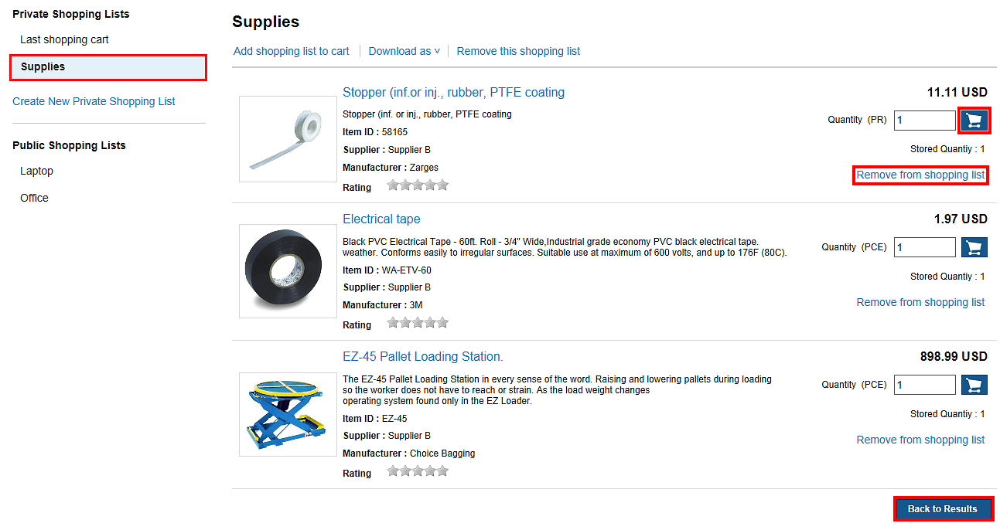 Private Shopping Lists
Last shopping cart
Supplies
Create New Private Shopping List
Public Shopping Lists
Laptop
Office
Supplies
Add shopping list to cart | Download as v | Remove this shopping list
Stopper (inf.or inj., rubber, PTFE coating
11.11 USD
Stopper (inf. or inj., rubber, PTFE coating
Quantity (PR) 1
Item ID : 58165
Supplier : Supplier B
Stored Quantiy : 1
Manufacturer : Zarges
Remove from shopping list
Rating
Electrical tape
1.97 USD
Black PVC Electrical Tape - 60ft. Roll - 3/4" Wide,Industrial grade economy PVC black electrical tape.
weather. Conforms easily to irregular surfaces. Suitable use at maximum of 600 volts, and up to 176F (80C).
Quantity (PCE) 1
Item ID : WA-ETV-60
Stored Quantiy : 1
Supplier : Supplier B
Manufacturer : 3M
Remove from shopping list
Rating
EZ-45 Pallet Loading Station.
898.99 USD
The EZ-45 Pallet Loading Station in every sense of the word. Raising and lowering pallets during loading
so the worker does not have to reach or strain. As the load weight changes
operating system found only in the EZ Loader.
Quantity (PCE) 1
Item ID : EZ-45
Stored Quantiy : 1
Supplier : Supplier B
Remove from shopping list
Manufacturer : Choice Bagging
Rating
Back to Results